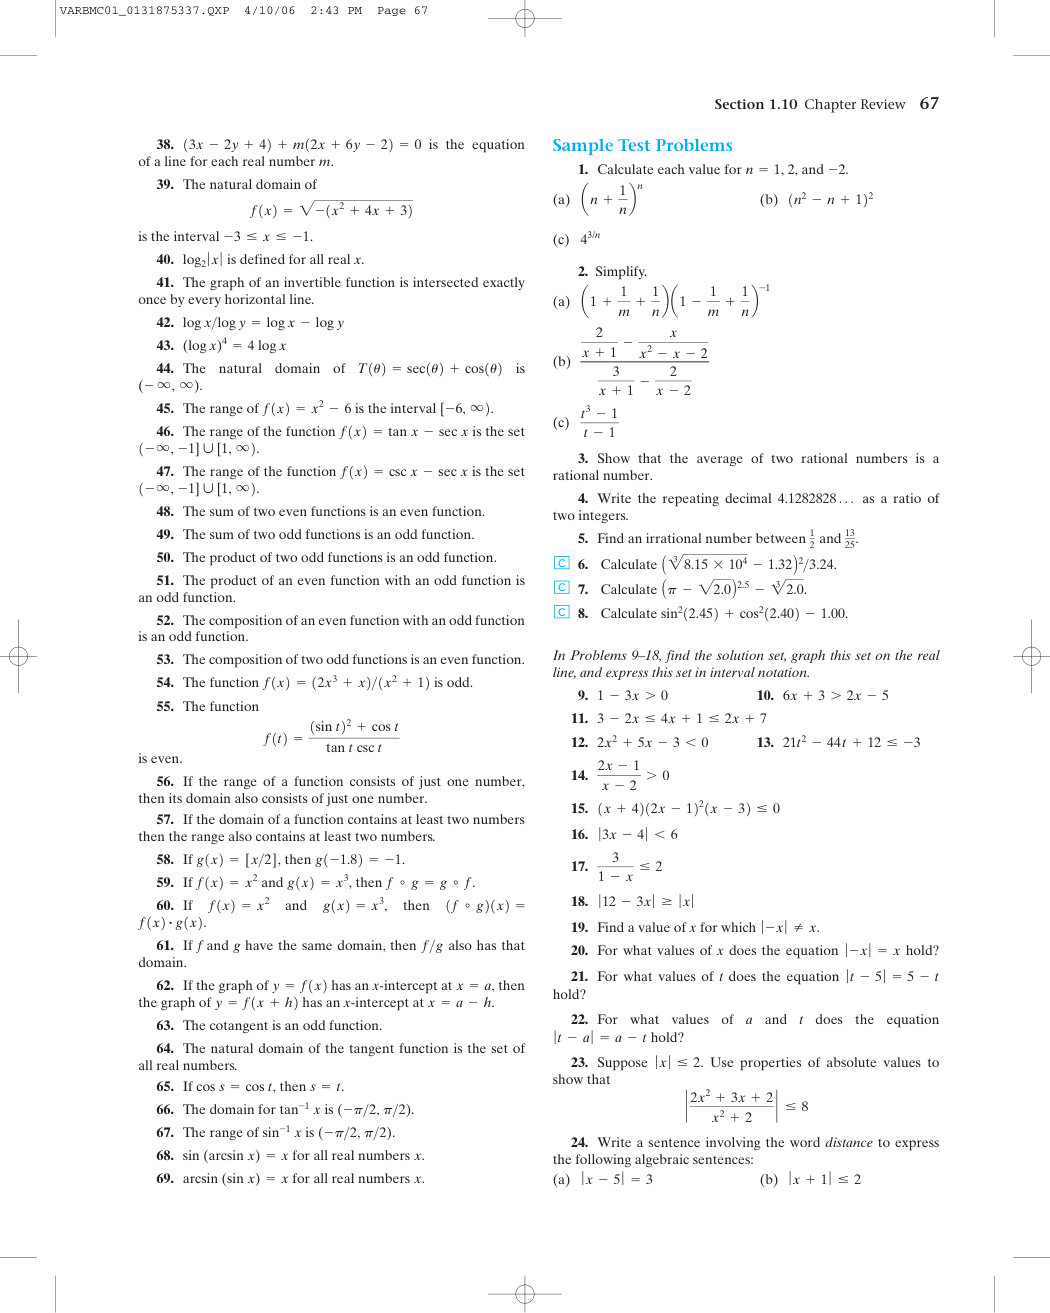 VARBMC01_0131875337.QXP 4/10/06 2:43 PM Page 67
Section 1.10 Chapter Review 67
38. (3x − 2y + 4) + m(2x + 6y − 2) = 0 is the equation
of a line for each real number m.
39. The natural domain of
f(x) = √(−(x² + 4x + 3))
is the interval −3 ≤ x ≤ −1.
40. log₂|x| is defined for all real x.
41. The graph of an invertible function is intersected exactly
once by every horizontal line.
42. log x/log y = log x − log y
43. (log x)⁴ = 4 log x
44. The natural domain of T(θ) = sec(θ) + cos(θ) is
(−∞, ∞).
45. The range of f(x) = x² − 6 is the interval [−6, ∞).
46. The range of the function f(x) = tan x − sec x is the set
(−∞, −1] ∪ [1, ∞).
47. The range of the function f(x) = csc x − sec x is the set
(−∞, −1] ∪ [1, ∞).
48. The sum of two even functions is an even function.
49. The sum of two odd functions is an odd function.
50. The product of two odd functions is an odd function.
51. The product of an even function with an odd function is
an odd function.
52. The composition of an even function with an odd function
is an odd function.
53. The composition of two odd functions is an even function.
54. The function f(x) = (2x³ + x)/(x² + 1) is odd.
55. The function
f(t) = ((sin t)² + cos t)/(tan t csc t)
is even.
56. If the range of a function consists of just one number,
then its domain also consists of just one number.
57. If the domain of a function contains at least two numbers
then the range also contains at least two numbers.
58. If g(x) = [x/2], then g(−1.8) = −1.
59. If f(x) = x² and g(x) = x³, then f ∘ g = g ∘ f.
60. If f(x) = x² and g(x) = x³, then (f ∘ g)(x) =
f(x) · g(x).
61. If f and g have the same domain, then f/g also has that
domain.
62. If the graph of y = f(x) has an x-intercept at x = a, then
the graph of y = f(x + h) has an x-intercept at x = a − h.
63. The cotangent is an odd function.
64. The natural domain of the tangent function is the set of
all real numbers.
65. If cos s = cos t, then s = t.
66. The domain for tan⁻¹ x is (−π/2, π/2).
67. The range of sin⁻¹ x is (−π/2, π/2).
68. sin (arcsin x) = x for all real numbers x.
69. arcsin (sin x) = x for all real numbers x.
Sample Test Problems
1. Calculate each value for n = 1, 2, and −2.
(a) (n + 1/n)ⁿ (b) (n² − n + 1)²
(c) 4^(3/n)
2. Simplify.
(a) (1 + 1/m + 1/n)(1 − 1/m + 1/n)⁻¹
(b) (2/(x + 1) − x/(x² − x − 2))/(3/(x + 1) − 2/(x − 2))
(c) (t³ − 1)/(t − 1)
3. Show that the average of two rational numbers is a
rational number.
4. Write the repeating decimal 4.1282828... as a ratio of
two integers.
5. Find an irrational number between 1/2 and 13/25.
C 6. Calculate (∛(8.15 × 10⁴) − 1.32)²/3.24.
C 7. Calculate (π − √2.0)^2.5 − ∛2.0.
C 8. Calculate sin²(2.45) + cos²(2.40) − 1.00.
In Problems 9–18, find the solution set, graph this set on the real
line, and express this set in interval notation.
9. 1 − 3x > 0 10. 6x + 3 > 2x − 5
11. 3 − 2x ≤ 4x + 1 ≤ 2x + 7
12. 2x² + 5x − 3 < 0 13. 21t² − 44t + 12 ≤ −3
14. (2x − 1)/(x − 2) > 0
15. (x + 4)(2x − 1)²(x − 3) ≤ 0
16. |3x − 4| < 6
17. 3/(1 − x) ≤ 2
18. |12 − 3x| ≥ |x|
19. Find a value of x for which |−x| ≠ x.
20. For what values of x does the equation |−x| = x hold?
21. For what values of t does the equation |t − 5| = 5 − t
hold?
22. For what values of a and t does the equation
|t − a| = a − t hold?
23. Suppose |x| ≤ 2. Use properties of absolute values to
show that
|(2x² + 3x + 2)/(x² + 2)| ≤ 8
24. Write a sentence involving the word distance to express
the following algebraic sentences:
(a) |x − 5| = 3 (b) |x + 1| ≤ 2